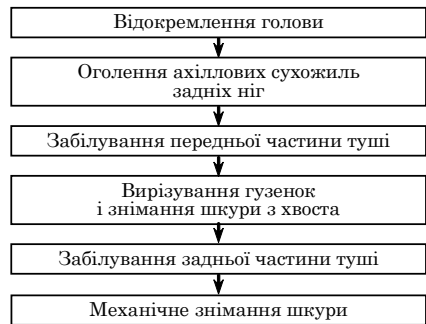 Відокремлення голови
Оголення ахіллових сухожиль
задніх ніг
Забілування передньої частини туші
Вирізування гузенок
і знімання шкури з хвоста
Забілування задньої частини туші
Механічне знімання шкури